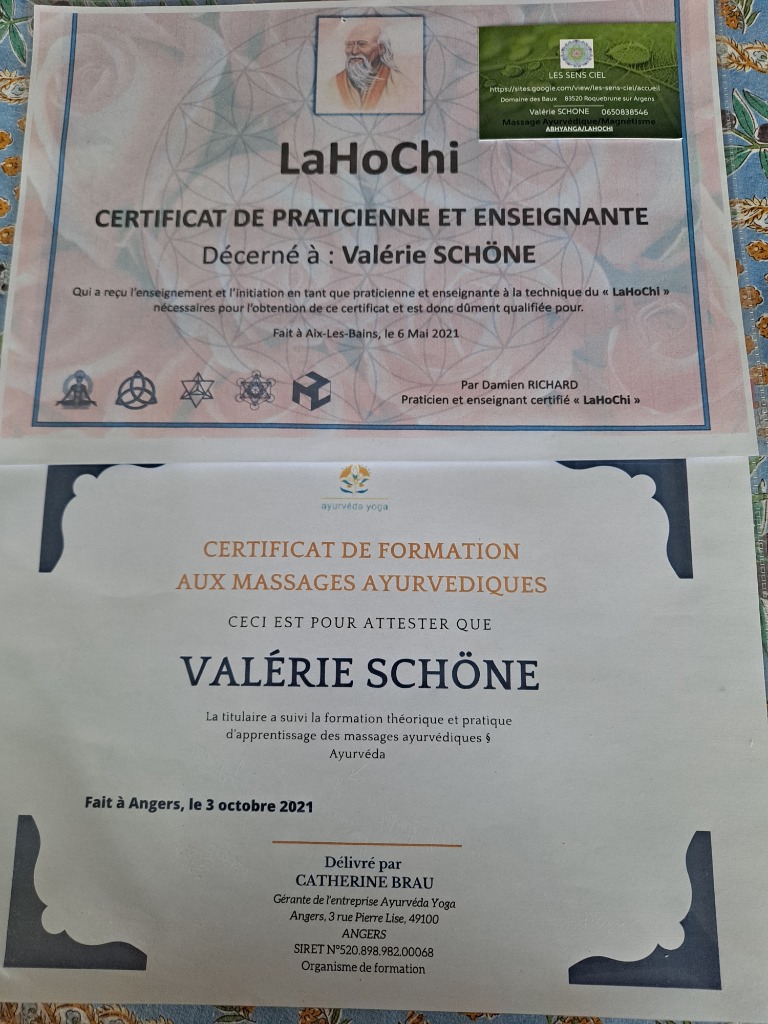 LES SENS CIEL
https://sites.google.com/view/les-sens-ciel/accueil
Domaine des Baux 83520 Roquebrune sur Argens
Valérie SCHONE 0650838546
Massage Ayurvédique/Magnétisme
ABHYANGA/LAHOCHI
LaHoChi
CERTIFICAT DE PRATICIENNE ET ENSEIGNANTE
Décerné à : Valérie SCHÖNE
Qui a reçu l'enseignement et l'initiation en tant que praticienne et enseignante à la technique du « LaHoChi »
nécessaires pour l'obtention de ce certificat et est donc dûment qualifiée pour.
Fait à Aix-Les-Bains, le 6 Mai 2021
Par Damien RICHARD
Praticien et enseignant certifié « LaHoChi »
ayurvéda yoga
CERTIFICAT DE FORMATION
AUX MASSAGES AYURVEDIQUES
CECI EST POUR ATTESTER QUE
VALÉRIE SCHÖNE
La titulaire a suivi la formation théorique et pratique
d'apprentissage des massages ayurvédiques §
Ayurvéda
Fait à Angers, le 3 octobre 2021
Délivré par
CATHERINE BRAU
Gérante de l'entreprise Ayurvéda Yoga
Angers, 3 rue Pierre Lise, 49100
ANGERS
SIRET N°520.898.982.00068
Organisme de formation